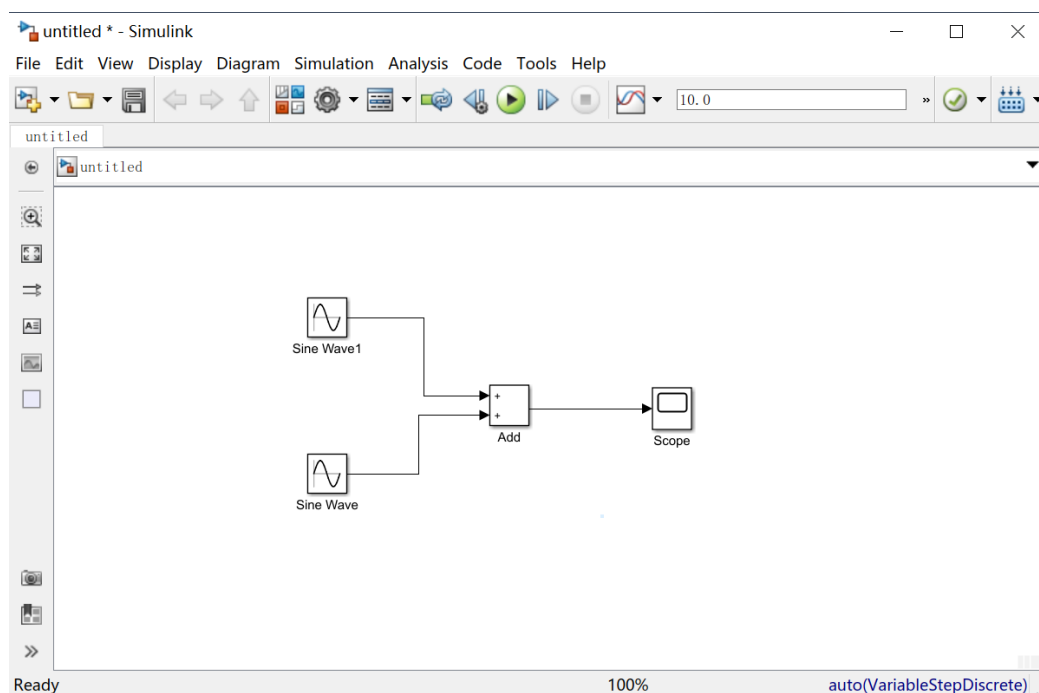 untitled * - Simulink
File Edit View Display Diagram Simulation Analysis Code Tools Help
10.0 »
untitled
untitled
Sine Wave1
+
+
Add
Scope
Sine Wave
Ready 100% auto(VariableStepDiscrete)